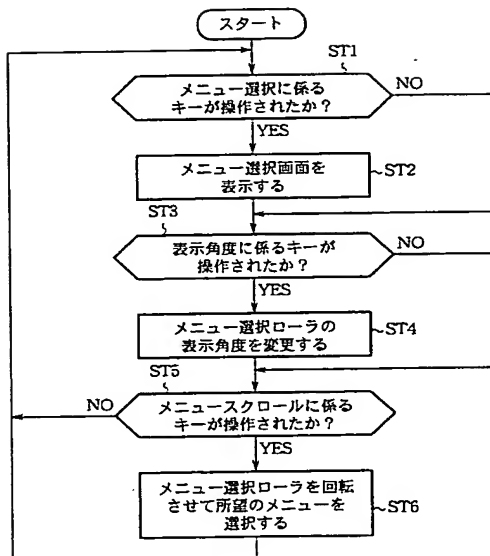 スタート
ST1
メニュー選択に係る
キーが操作されたか？
NO
YES
メニュー選択画面を
表示する
ST2
ST3
表示角度に係るキーが
操作されたか？
NO
YES
メニュー選択ローラの
表示角度を変更する
ST4
ST5
NO
メニュースクロールに係る
キーが操作されたか？
YES
メニュー選択ローラを回転
させて所望のメニューを
選択する
ST6